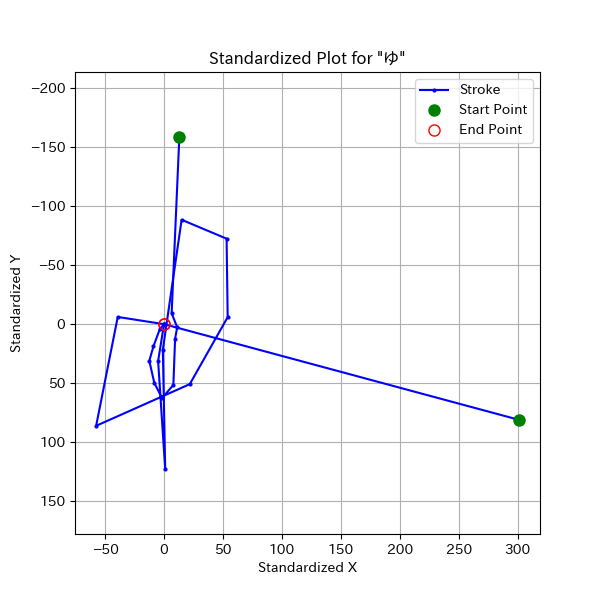 Standardized Plot for "ゆ"
Stroke
Start Point
End Point
−200
−150
−100
−50
0
50
100
150
Standardized Y
−50 0 50 100 150 200 250 300
Standardized X